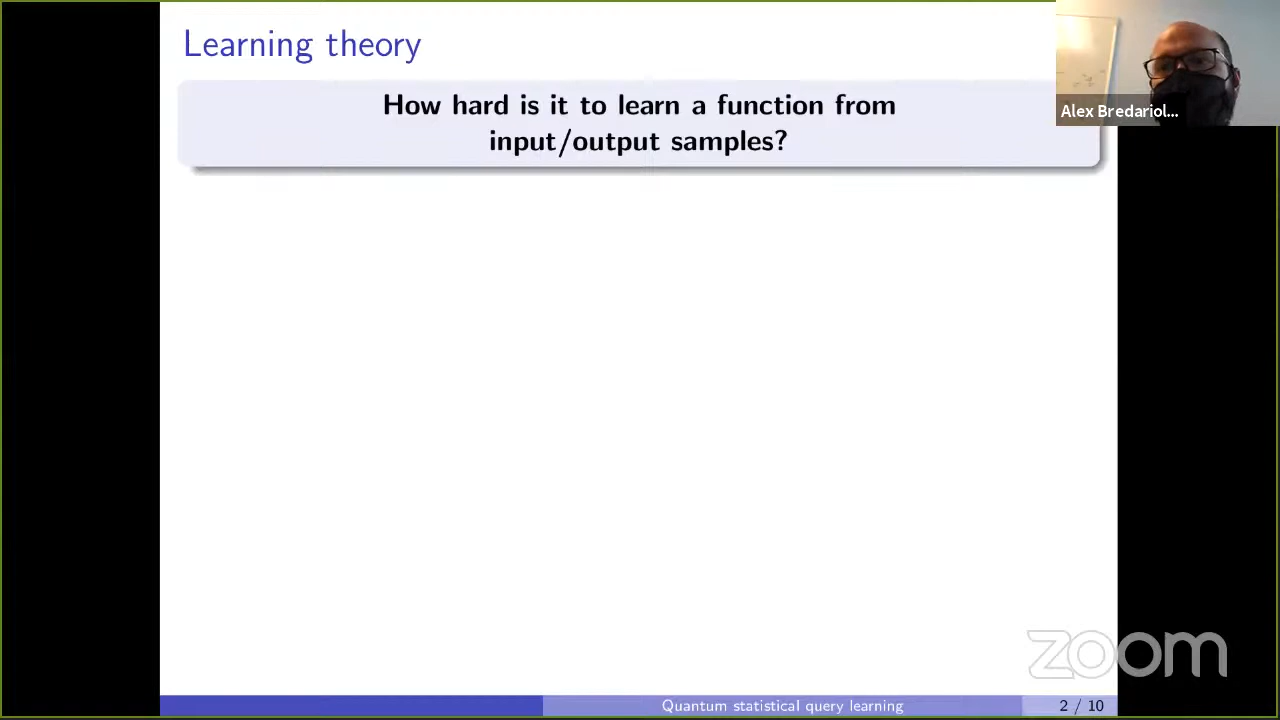 Learning theory
How hard is it to learn a function from
input/output samples?
Alex Bredariol...
zoom
Quantum statistical query learning
2 / 10